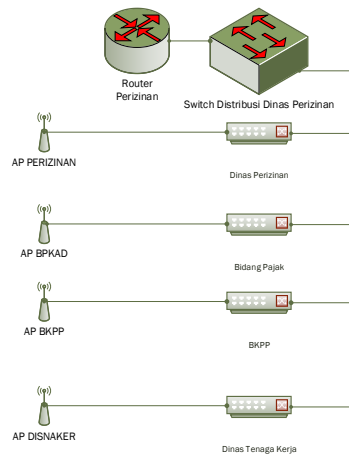 Router
Perizinan
Switch Distribusi Dinas Perizinan
AP PERIZINAN
Dinas Perizinan
AP BPKAD
Bidang Pajak
AP BKPP
BKPP
AP DISNAKER
Dinas Tenaga Kerja